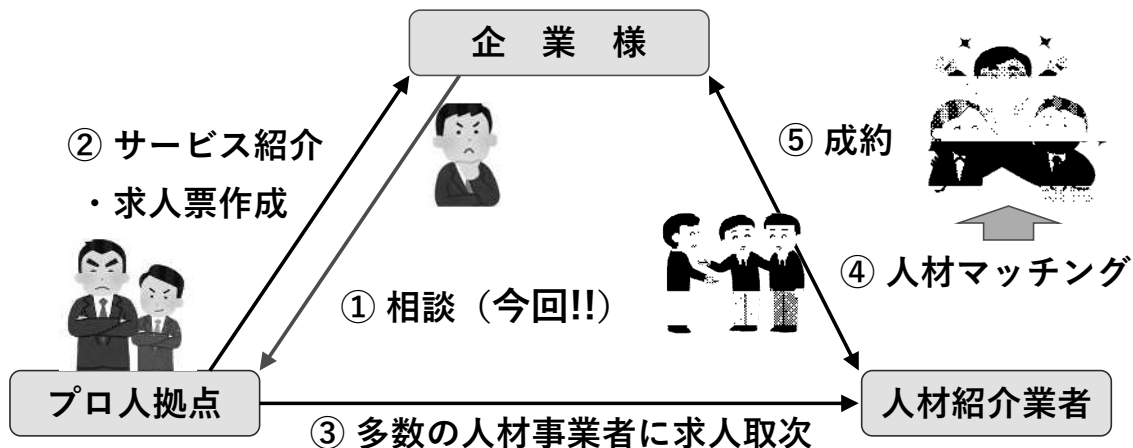 企 業 様
② サービス紹介
・求人票作成
⑤ 成約
④ 人材マッチング
① 相談（今回!!）
プロ人拠点
人材紹介業者
③ 多数の人材事業者に求人取次